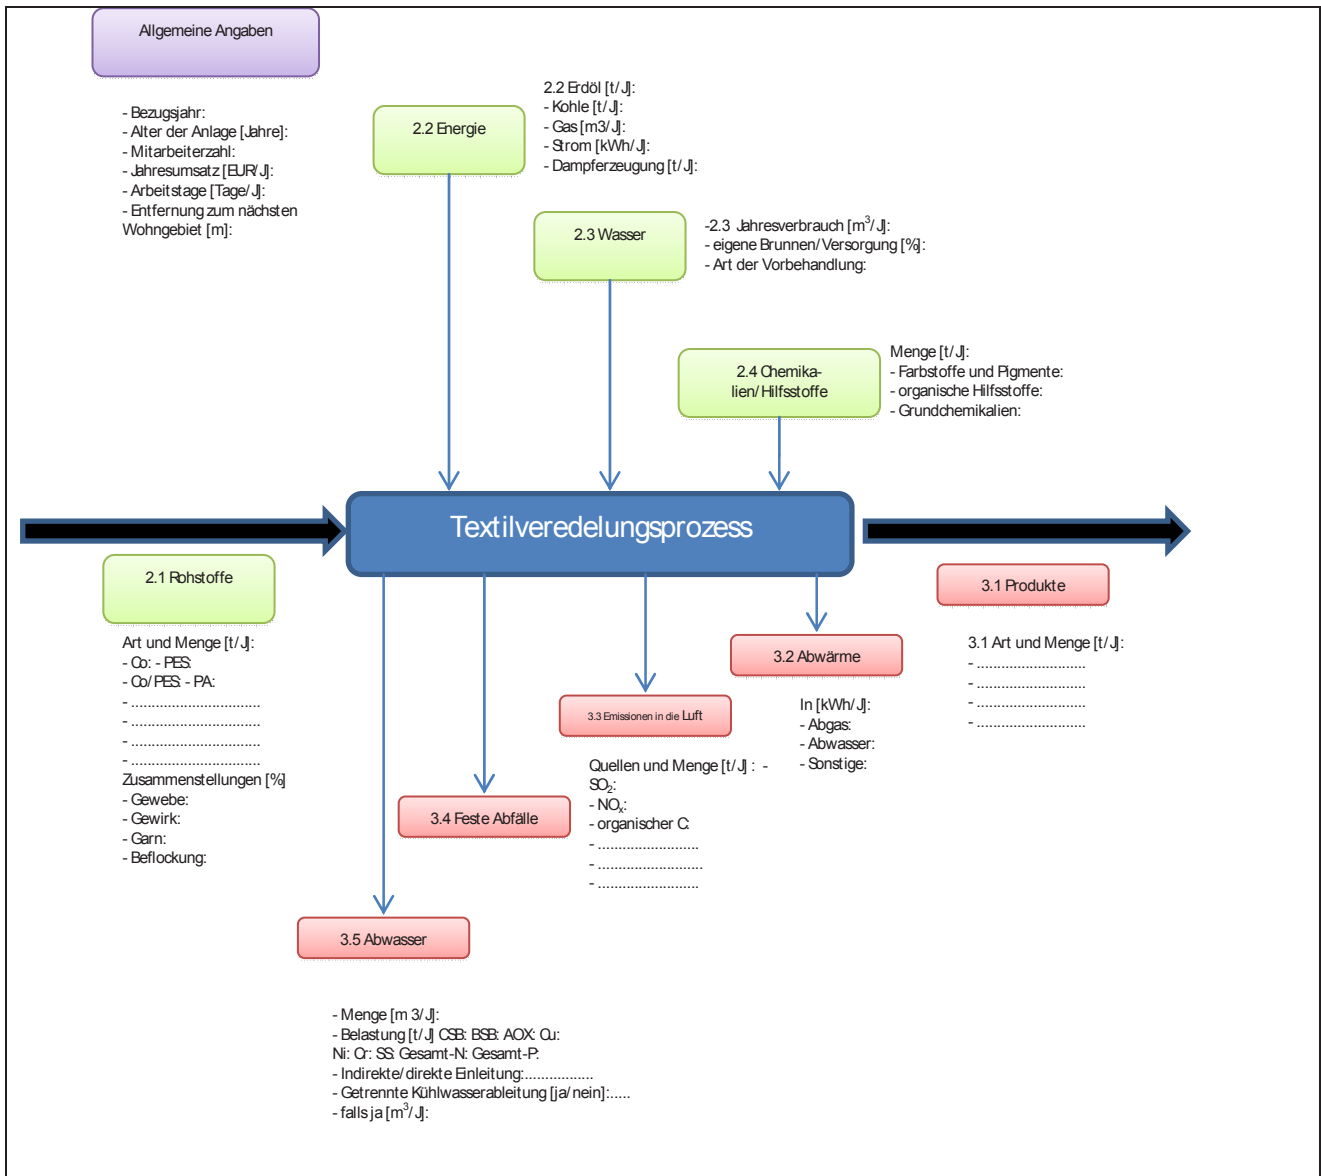 Allgemeine Angaben
- Bezugsjahr:
- Alter der Anlage [Jahre]:
- Mitarbeiterzahl:
- Jahresumsatz [EUR/J]:
- Arbeitstage [Tage/J]:
- Entfernung zum nächsten
Wohngebiet [m]:
2.2 Energie
2.2 Erdöl [t/J]:
- Kohle [t/J]:
- Gas [m3/J]:
- Strom [kWh/J]:
- Dampferzeugung [t/J]:
2.3 Wasser
-2.3 Jahresverbrauch [m³/J]:
- eigene Brunnen/Versorgung [%]:
- Art der Vorbehandlung:
2.4 Chemika-
lien/Hilfsstoffe
Menge [t/J]:
- Farbstoffe und Pigmente:
- organische Hilfsstoffe:
- Grundchemikalien:
Textilveredelungsprozess
2.1 Rohstoffe
Art und Menge [t/J]:
- Co: - PES:
- Co/PES: - PA:
- ...............................
- ...............................
- ...............................
- ...............................
Zusammenstellungen [%]
- Gewebe:
- Gewirk:
- Garn:
- Beflockung:
3.1 Produkte
3.1 Art und Menge [t/J]:
- ..........................
- ..........................
- ..........................
- ..........................
3.2 Abwärme
In [kWh/J]:
- Abgas:
- Abwasser:
- Sonstige:
3.3 Emissionen in die Luft
Quellen und Menge [t/J] : -
SO₂:
- NOₓ:
- organischer C:
- ........................
- .........................
- ........................
3.4 Feste Abfälle
3.5 Abwasser
- Menge [m 3/J]:
- Belastung [t/J] CSB: BSB: AOX: Cu:
Ni: Cr: SS: Gesamt-N: Gesamt-P:
- Indirekte/direkte Einleitung:.................
- Getrennte Kühlwasserableitung [ja/nein]:.....
- falls ja [m³/J]: